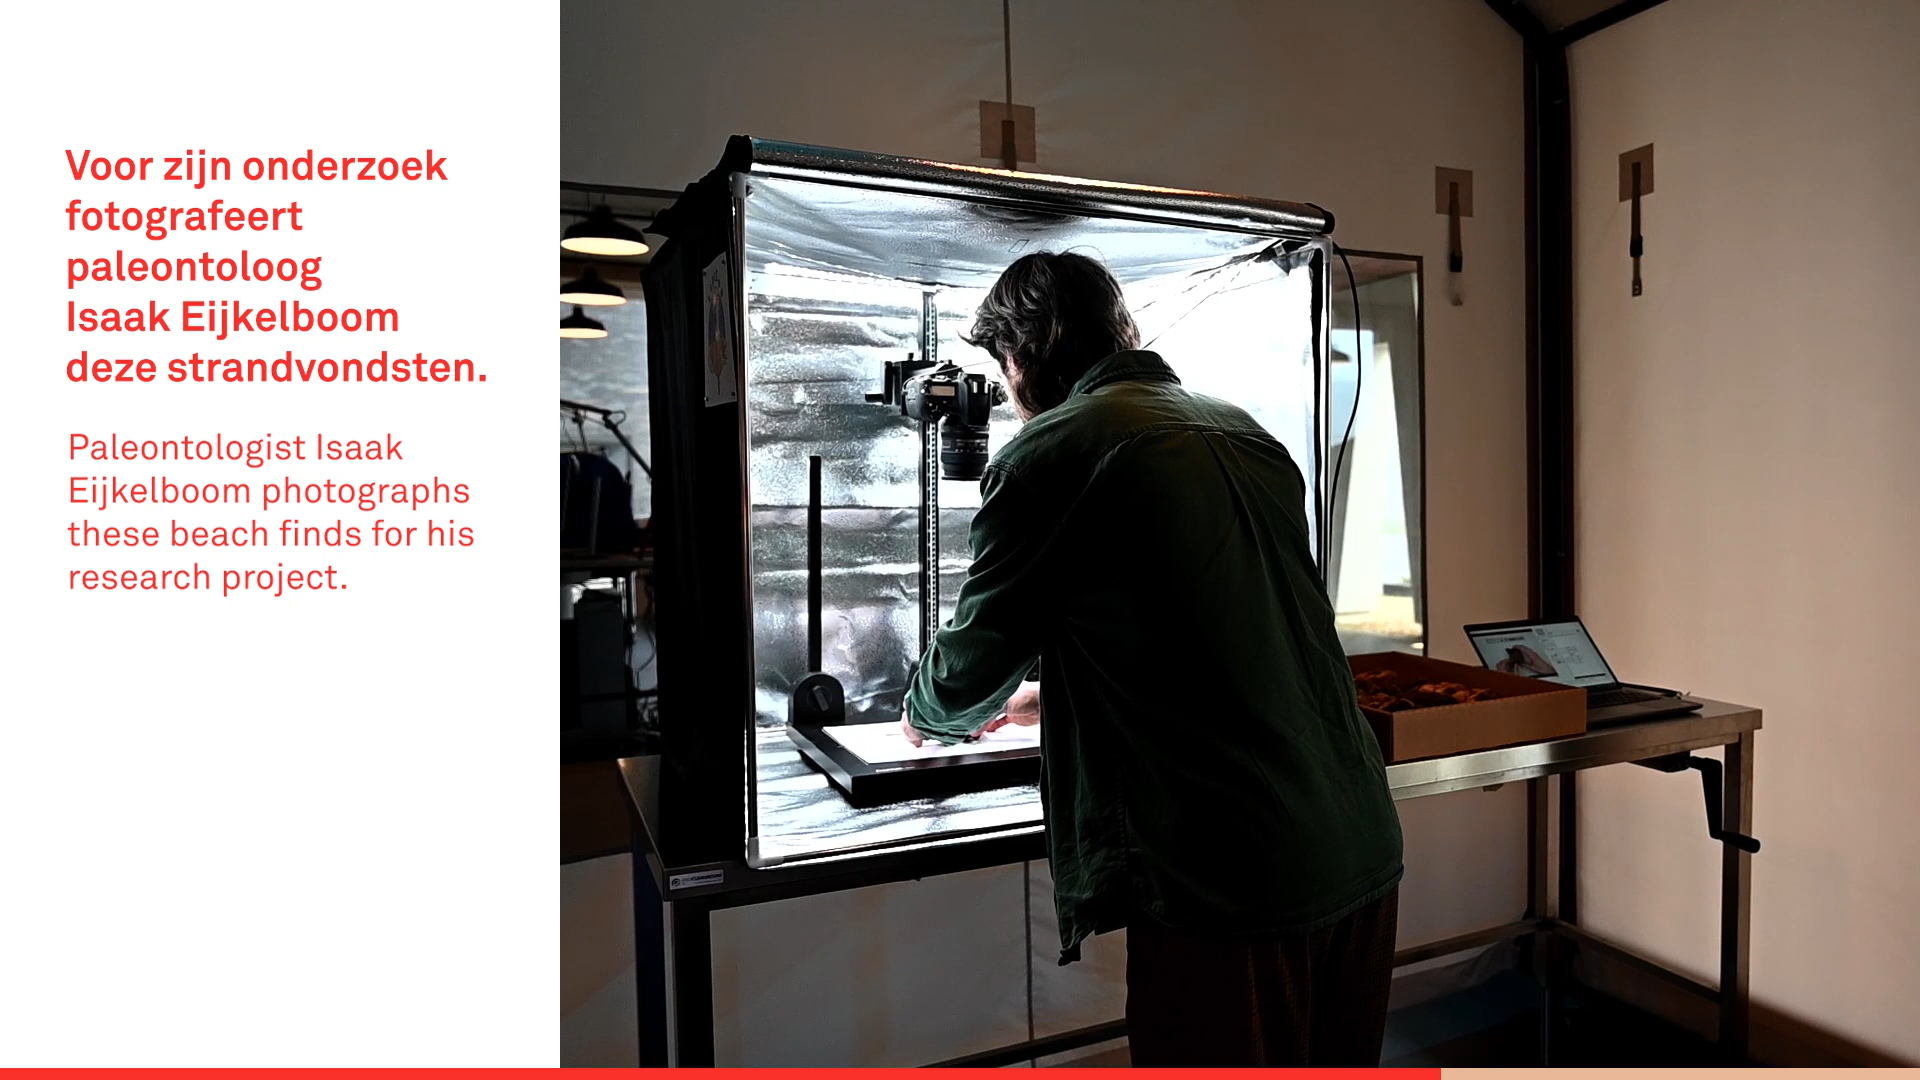 Voor zijn onderzoek
fotografeert
paleontoloog
Isaak Eijkelboom
deze strandvondsten.
Paleontologist Isaak
Eijkelboom photographs
these beach finds for his
research project.